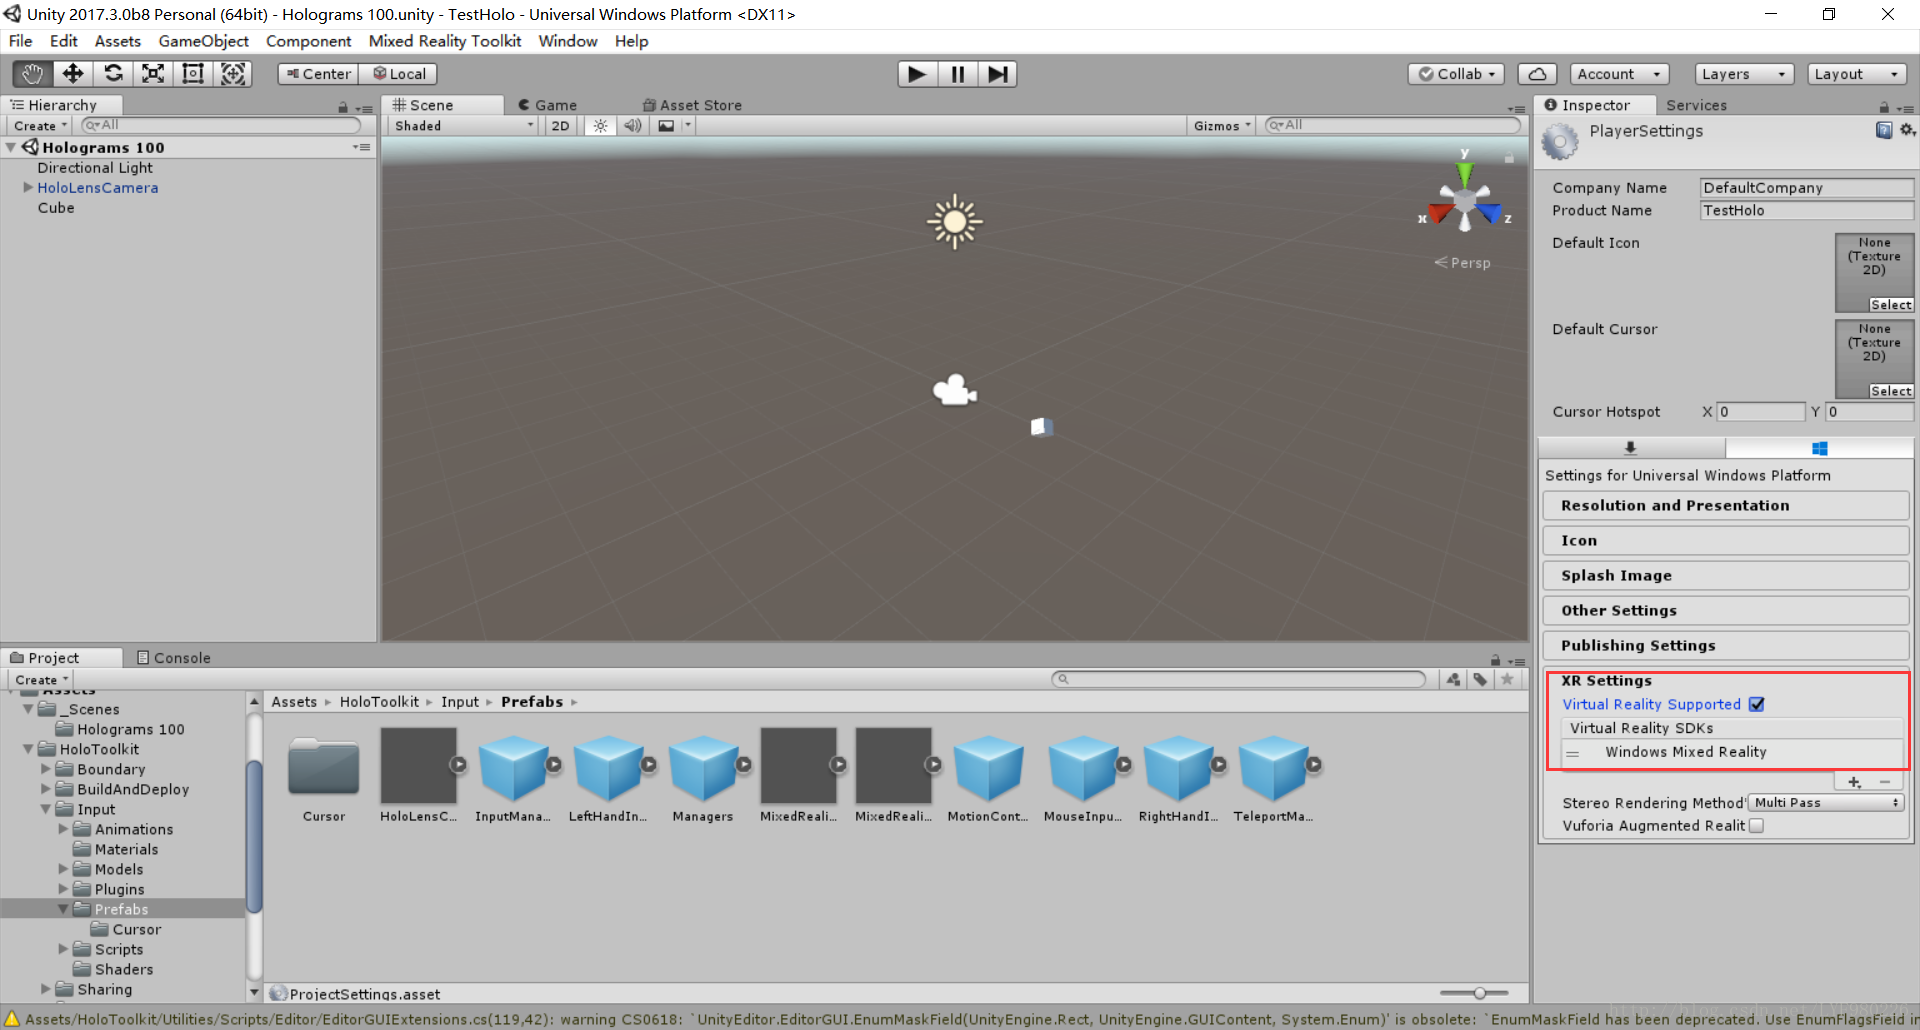 Unity 2017.3.0b8 Personal (64bit) - Holograms 100.unity - TestHolo - Universal Windows Platform <DX11>
File Edit Assets GameObject Component Mixed Reality Toolkit Window Help
Center Local Collab Account Layers Layout
Hierarchy
Create All
Holograms 100
Directional Light
HoloLensCamera
Cube
Scene Game Asset Store
Shaded 2D Gizmos All
y
x z
Persp
Inspector Services
PlayerSettings
Company Name DefaultCompany
Product Name TestHolo
Default Icon
None
(Texture
2D)
Select
Default Cursor
None
(Texture
2D)
Select
Cursor Hotspot X 0 Y 0
Settings for Universal Windows Platform
Resolution and Presentation
Icon
Splash Image
Other Settings
Publishing Settings
XR Settings
Virtual Reality Supported
Virtual Reality SDKs
Windows Mixed Reality
+ −
Stereo Rendering Method* Multi Pass
Vuforia Augmented Realit
Project Console
Create
Assets
_Scenes
Holograms 100
HoloToolkit
Boundary
BuildAndDeploy
Input
Animations
Materials
Models
Plugins
Prefabs
Cursor
Scripts
Shaders
Sharing
Assets HoloToolkit Input Prefabs
Cursor HoloLensC... InputMana... LeftHandIn... Managers MixedReali... MixedReali... MotionCont... MouseInpu... RightHandI... TeleportMa...
ProjectSettings.asset
Assets/HoloToolkit/Utilities/Scripts/Editor/EditorGUIExtensions.cs(119,42): warning CS0618: `UnityEditor.EditorGUI.EnumMaskField(UnityEngine.Rect, UnityEngine.GUIContent, System.Enum)' is obsolete: `EnumMaskField has been deprecated. Use EnumFlagsField in